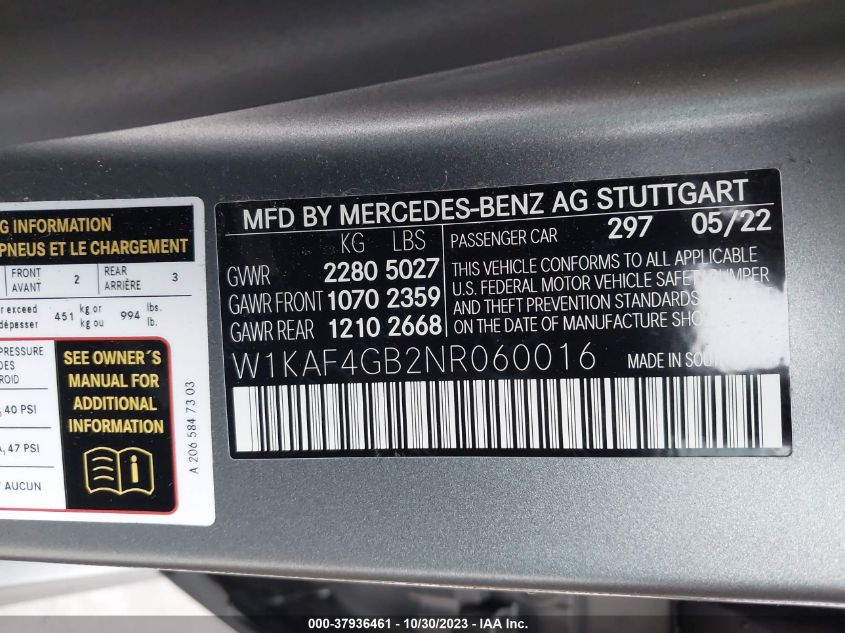 G INFORMATION
PNEUS ET LE CHARGEMENT
FRONT 2 REAR 3
AVANT ARRIÈRE
r exceed 451 kg or 994 lbs.
dépasser kg ou lb.
PRESSURE
DES
ROID
40 PSI
, 47 PSI
AUCUN
SEE OWNER´S
MANUAL FOR
ADDITIONAL
INFORMATION
A 206 584 73 03
MFD BY MERCEDES-BENZ AG STUTTGART
KG LBS
GVWR 2280 5027
GAWR FRONT 1070 2359
GAWR REAR 1210 2668
PASSENGER CAR 297 05/22
THIS VEHICLE CONFORMS TO ALL APPLICABLE
U.S. FEDERAL MOTOR VEHICLE SAFETY BUMPER
AND THEFT PREVENTION STANDARDS
ON THE DATE OF MANUFACTURE
W1KAF4GB2NR060016
MADE IN
000-37936461 - 10/30/2023 - IAA Inc.